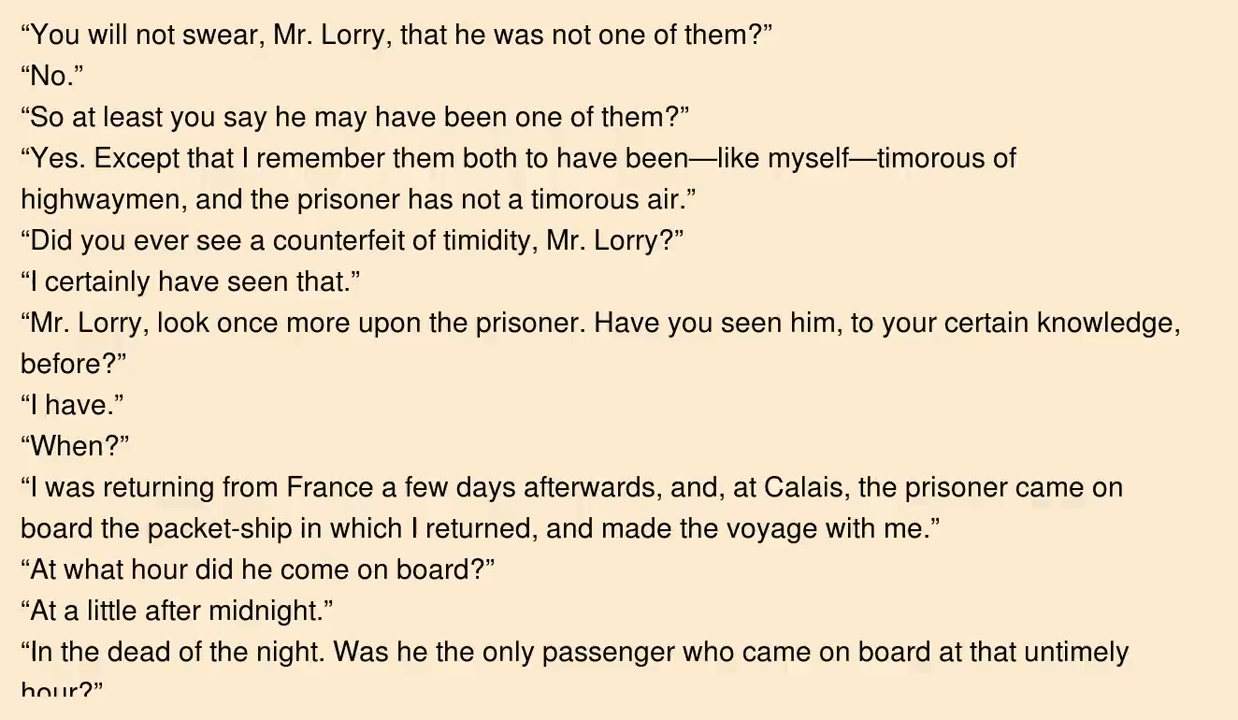 “You will not swear, Mr. Lorry, that he was not one of them?”
“No.”
“So at least you say he may have been one of them?”
“Yes. Except that I remember them both to have been—like myself—timorous of
highwaymen, and the prisoner has not a timorous air.”
“Did you ever see a counterfeit of timidity, Mr. Lorry?”
“I certainly have seen that.”
“Mr. Lorry, look once more upon the prisoner. Have you seen him, to your certain knowledge,
before?”
“I have.”
“When?”
“I was returning from France a few days afterwards, and, at Calais, the prisoner came on
board the packet-ship in which I returned, and made the voyage with me.”
“At what hour did he come on board?”
“At a little after midnight.”
“In the dead of the night. Was he the only passenger who came on board at that untimely
hour?”